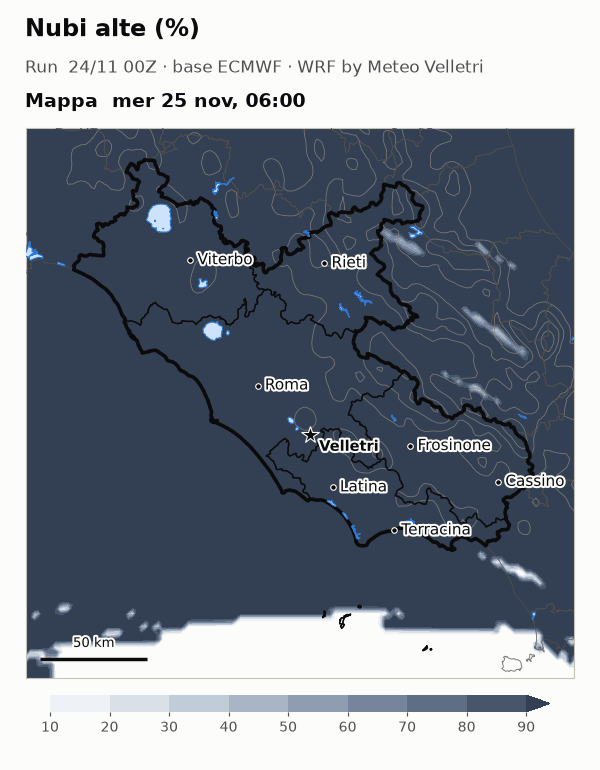 Nubi alte (%)
Run 24/11 00Z · base ECMWF · WRF by Meteo Velletri
Mappa mer 25 nov, 06:00
Viterbo
Rieti
Roma
Velletri
Frosinone
Cassino
Latina
Terracina
50 km
10 20 30 40 50 60 70 80 90